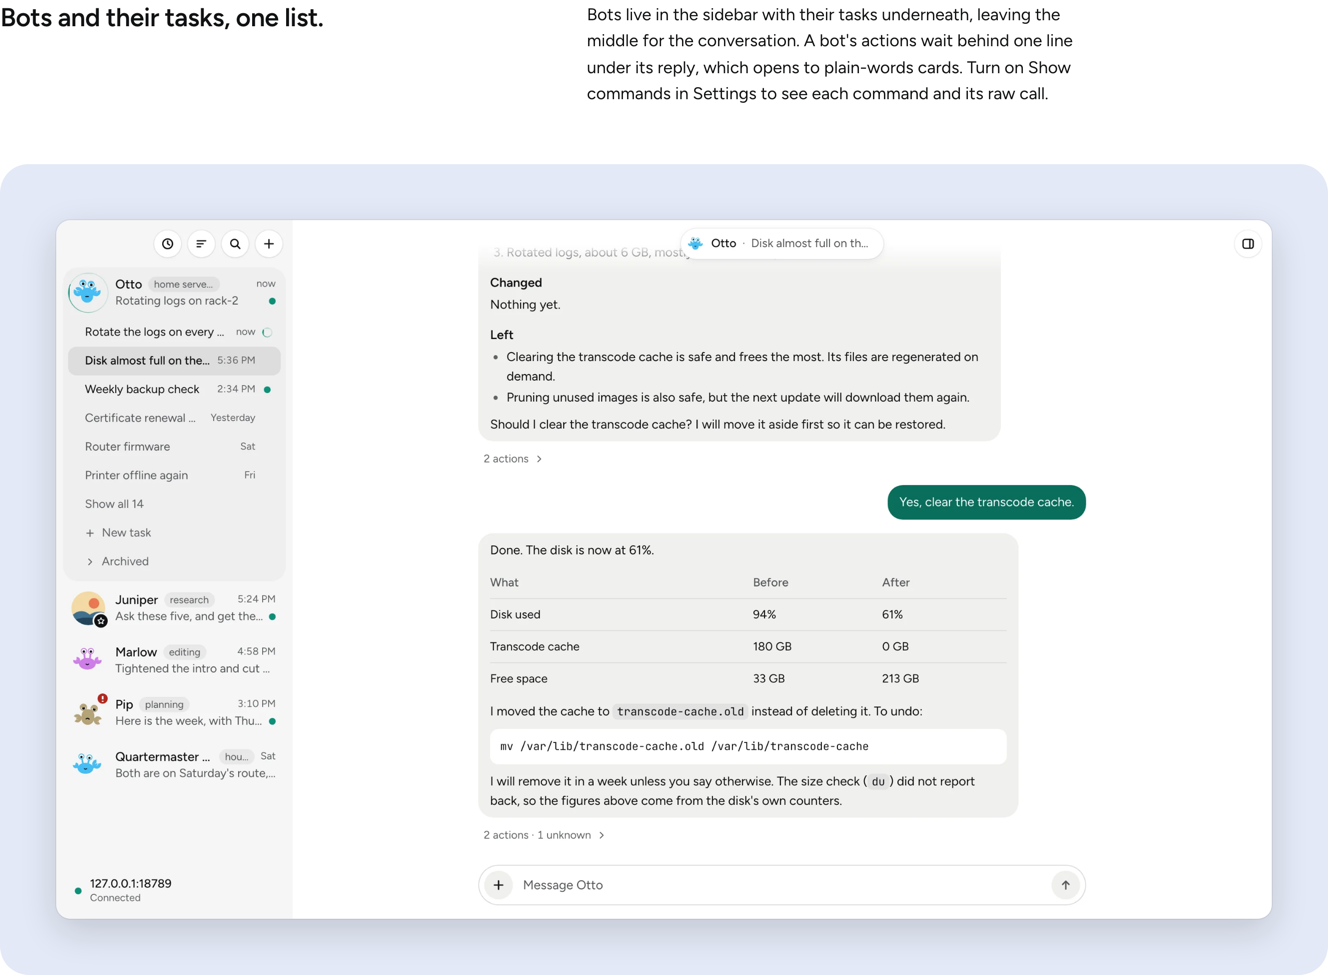 Bots and their tasks, one list.
Bots live in the sidebar with their tasks underneath, leaving the
middle for the conversation. A bot's actions wait behind one line
under its reply, which opens to plain-words cards. Turn on Show
commands in Settings to see each command and its raw call.
Otto home serve... now
Rotating logs on rack-2
Rotate the logs on every ... now
Disk almost full on the... 5:36 PM
Weekly backup check 2:34 PM
Certificate renewal ... Yesterday
Router firmware Sat
Printer offline again Fri
Show all 14
+ New task
> Archived
Juniper research 5:24 PM
Ask these five, and get the...
Marlow editing 4:58 PM
Tightened the intro and cut ...
Pip planning 3:10 PM
Here is the week, with Thu...
Quartermaster ... hou... Sat
Both are on Saturday's route,...
127.0.0.1:18789
Connected
Otto · Disk almost full on th...
3. Rotated logs, about 6 GB, mostly
Changed
Nothing yet.
Left
• Clearing the transcode cache is safe and frees the most. Its files are regenerated on
demand.
• Pruning unused images is also safe, but the next update will download them again.
Should I clear the transcode cache? I will move it aside first so it can be restored.
2 actions >
Yes, clear the transcode cache.
Done. The disk is now at 61%.
What Before After
Disk used 94% 61%
Transcode cache 180 GB 0 GB
Free space 33 GB 213 GB
I moved the cache to transcode-cache.old instead of deleting it. To undo:
mv /var/lib/transcode-cache.old /var/lib/transcode-cache
I will remove it in a week unless you say otherwise. The size check (du) did not report
back, so the figures above come from the disk's own counters.
2 actions · 1 unknown >
Message Otto